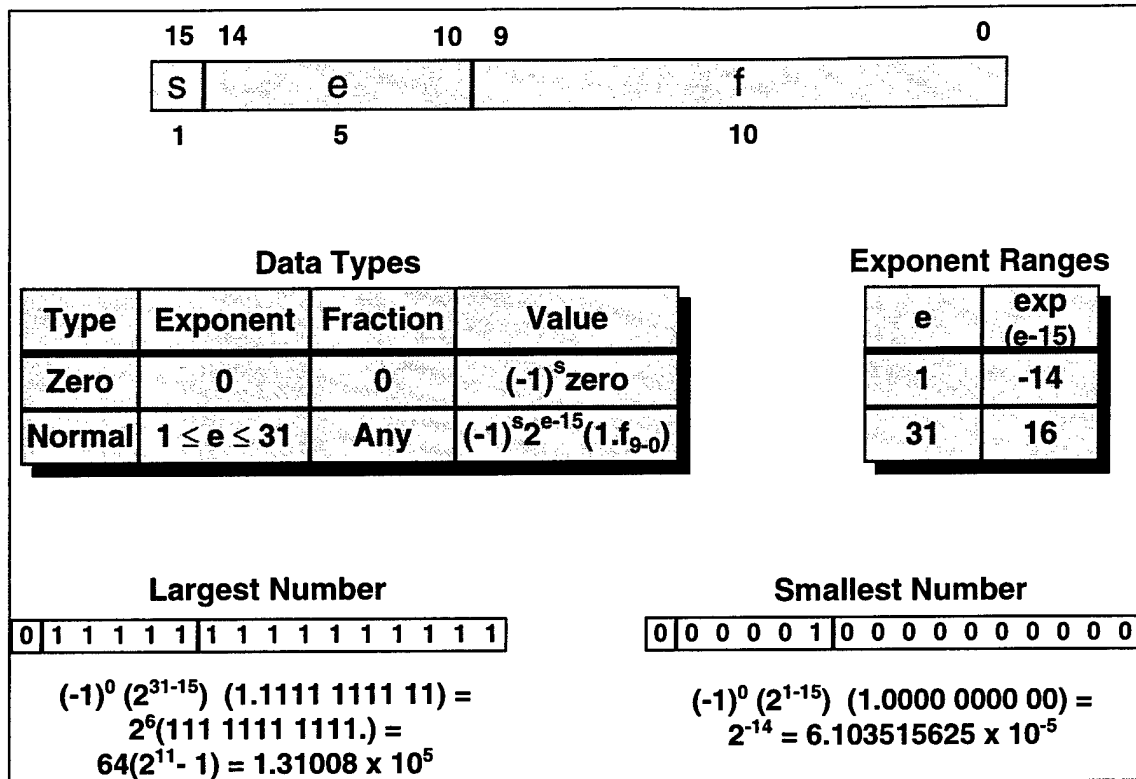 15 14 10 9 0
s e f
1 5 10
Data Types
Type Exponent Fraction Value
Zero 0 0 (-1)^s zero
Normal 1 ≤ e ≤ 31 Any (-1)^s 2^{e-15}(1.f_{9-0})
Exponent Ranges
e exp
(e-15)
1 -14
31 16
Largest Number
0 1 1 1 1 1 1 1 1 1 1 1 1 1 1 1
(-1)^0 (2^{31-15}) (1.1111 1111 11) =
2^6(111 1111 1111.) =
64(2^{11}- 1) = 1.31008 x 10^5
Smallest Number
0 0 0 0 0 1 0 0 0 0 0 0 0 0 0 0
(-1)^0 (2^{1-15}) (1.0000 0000 00) =
2^{-14} = 6.103515625 x 10^{-5}